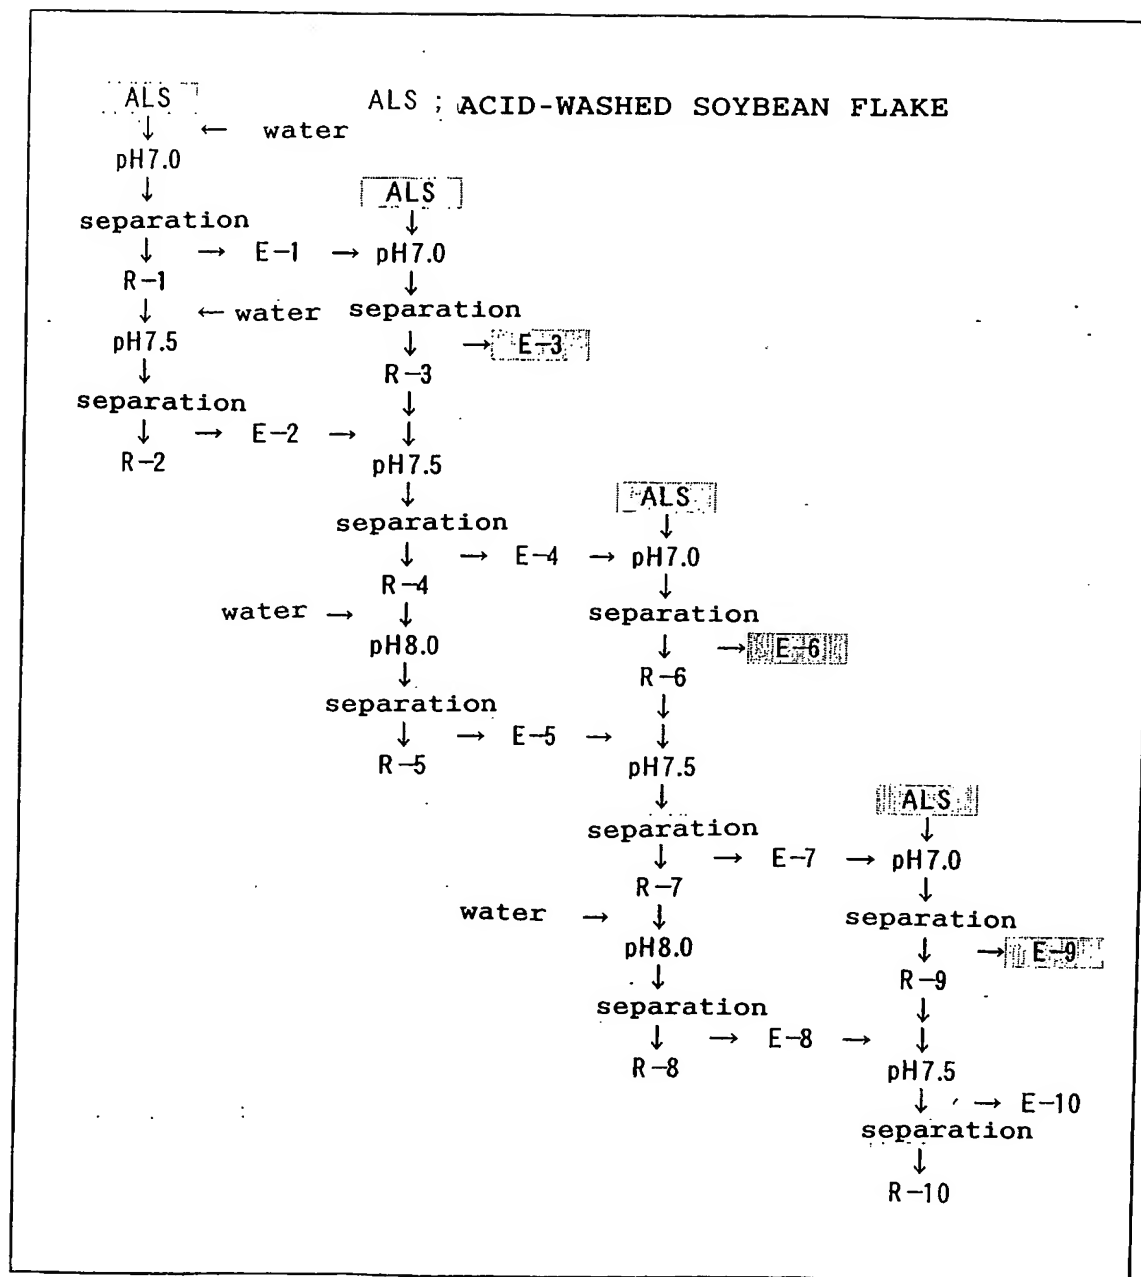 ALS
ALS ; ACID-WASHED SOYBEAN FLAKE
↓ ← water
pH7.0
↓
separation
↓ → E-1 →
R-1
↓ ← water
pH7.5
↓
separation
↓ → E-2 →
R-2
ALS
↓
pH7.0
↓
separation
↓ → E-3
R-3
↓
↓
pH7.5
↓
separation
↓ → E-4 →
R-4
water → ↓
pH8.0
↓
separation
↓ → E-5 →
R-5
ALS
↓
pH7.0
↓
separation
↓ → E-6
R-6
↓
↓
pH7.5
↓
separation
↓ → E-7 →
R-7
water → ↓
pH8.0
↓
separation
↓ → E-8 →
R-8
ALS
↓
pH7.0
↓
separation
↓ → E-9
R-9
↓
↓
pH7.5
↓ → E-10
separation
↓
R-10